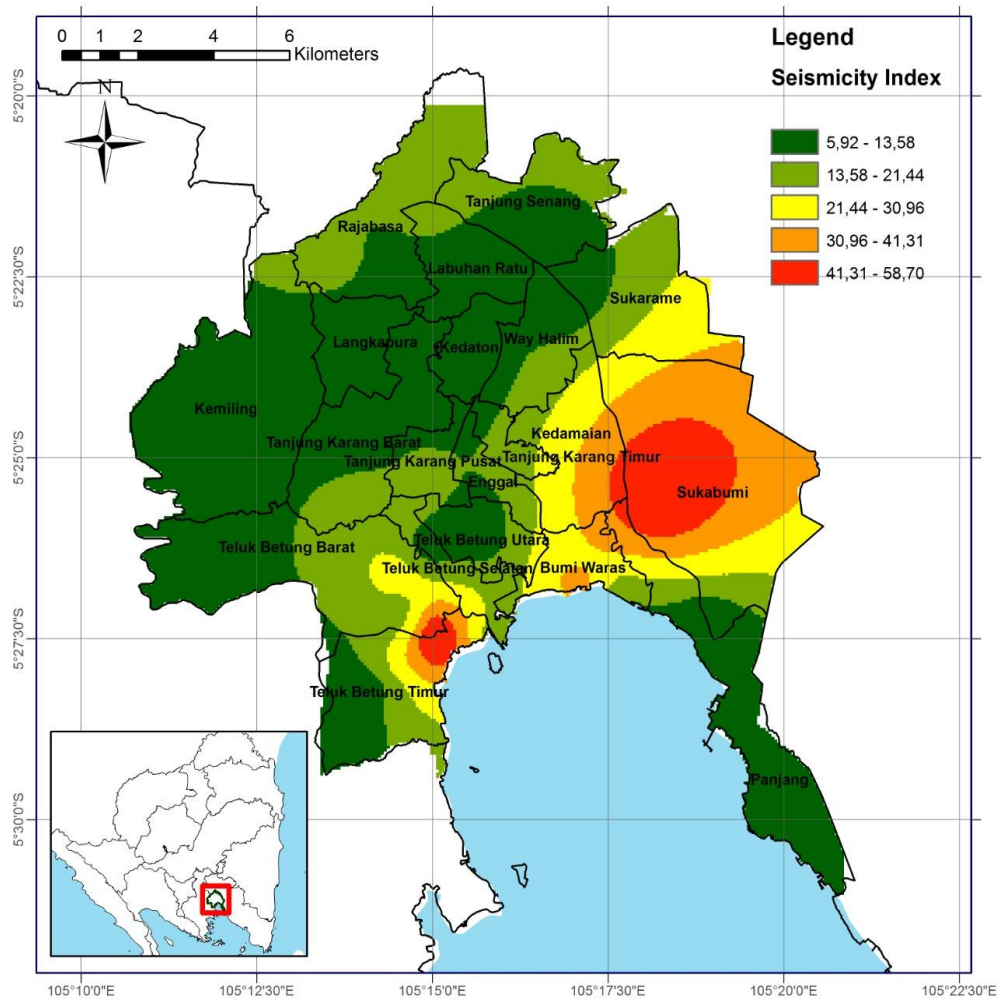 0 1 2 4 6
Kilometers
N
Legend
Seismicity Index
5,92 - 13,58
13,58 - 21,44
21,44 - 30,96
30,96 - 41,31
41,31 - 58,70
5°20'0"S
5°22'30"S
5°25'0"S
5°27'30"S
5°30'0"S
Tanjung Senang
Rajabasa
Labuhan Ratu
Sukarame
Langkapura
Kedaton
Way Halim
Kemiling
Kedamaian
Tanjung Karang Barat
Tanjung Karang Pusat
Tanjung Karang Timur
Enggal
Sukabumi
Teluk Betung Barat
Teluk Betung Utara
Teluk Betung Selatan
Bumi Waras
Teluk Betung Timur
Panjang
105°10'0"E
105°12'30"E
105°15'0"E
105°17'30"E
105°20'0"E
105°22'30"E